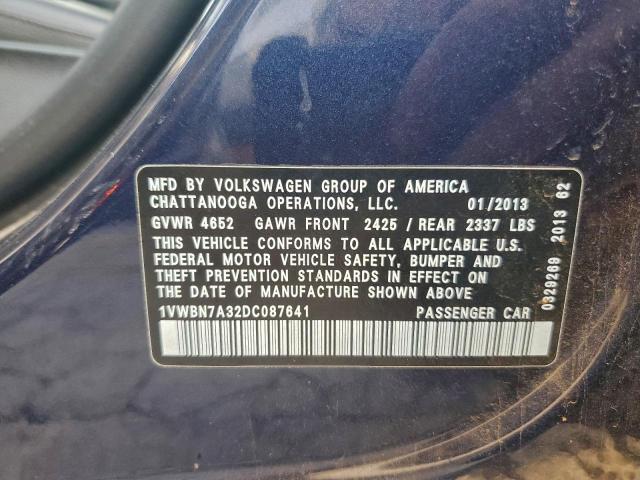 MFD BY VOLKSWAGEN GROUP OF AMERICA
CHATTANOOGA OPERATIONS, LLC. 01/2013
GVWR 4652 GAWR FRONT 2425 / REAR 2337 LBS
THIS VEHICLE CONFORMS TO ALL APPLICABLE U.S.
FEDERAL MOTOR VEHICLE SAFETY, BUMPER AND
THEFT PREVENTION STANDARDS IN EFFECT ON
THE DATE OF MANUFACTURE SHOWN ABOVE
1VWBN7A32DC087641 PASSENGER CAR
0329269 2013 62